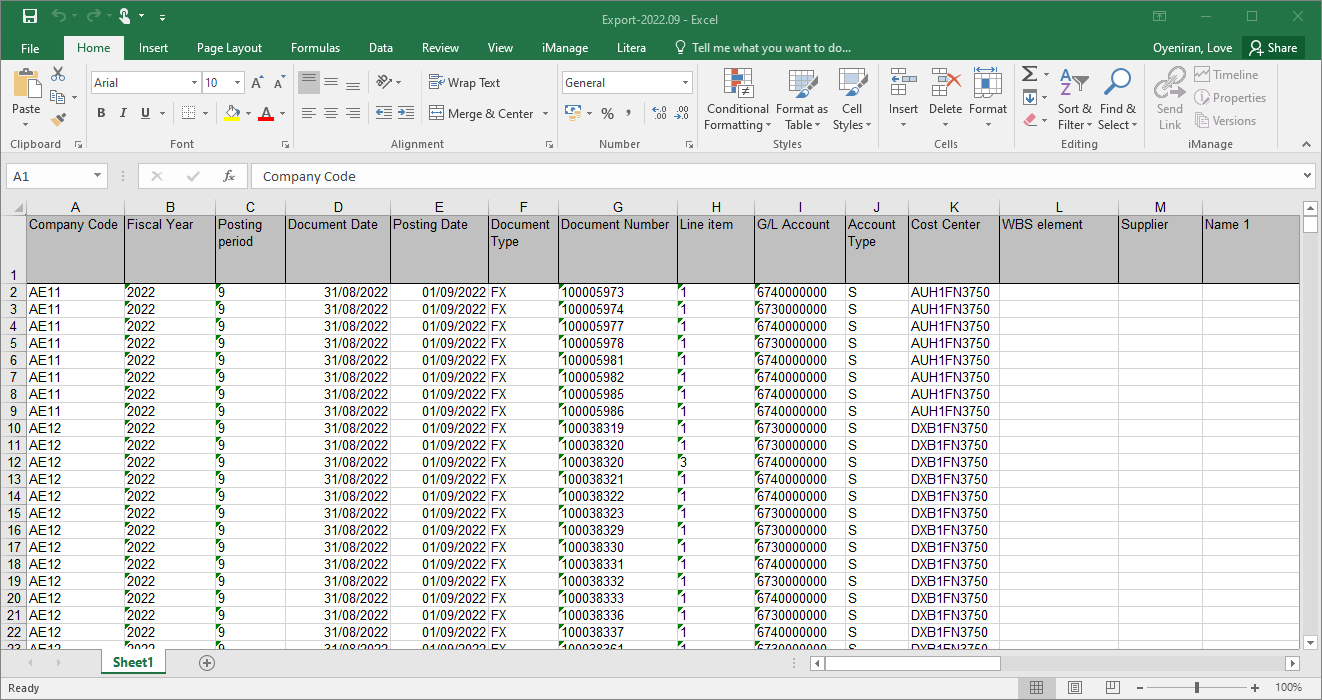 Export-2022.09 - Excel
File Home Insert Page Layout Formulas Data Review View iManage Litera Tell me what you want to do... Oyeniran, Love Share
Paste
Clipboard
Arial 10
B I U
A
Font
Wrap Text
Merge & Center
Alignment
General
%
Number
Conditional Formatting
Format as Table
Cell Styles
Styles
Insert
Delete
Format
Cells
Sort & Filter
Find & Select
Editing
Send Link
Timeline
Properties
Versions
iManage
A1 fx Company Code
A B C D E F G H I J K L M
1 Company Code Fiscal Year Posting period Document Date Posting Date Document Type Document Number Line item G/L Account Account Type Cost Center WBS element Supplier Name 1
2 AE11 2022 9 31/08/2022 01/09/2022 FX 100005973 1 6740000000 S AUH1FN3750
3 AE11 2022 9 31/08/2022 01/09/2022 FX 100005974 1 6730000000 S AUH1FN3750
4 AE11 2022 9 31/08/2022 01/09/2022 FX 100005977 1 6740000000 S AUH1FN3750
5 AE11 2022 9 31/08/2022 01/09/2022 FX 100005978 1 6730000000 S AUH1FN3750
6 AE11 2022 9 31/08/2022 01/09/2022 FX 100005981 1 6740000000 S AUH1FN3750
7 AE11 2022 9 31/08/2022 01/09/2022 FX 100005982 1 6740000000 S AUH1FN3750
8 AE11 2022 9 31/08/2022 01/09/2022 FX 100005985 1 6740000000 S AUH1FN3750
9 AE11 2022 9 31/08/2022 01/09/2022 FX 100005986 1 6740000000 S AUH1FN3750
10 AE12 2022 9 31/08/2022 01/09/2022 FX 100038319 1 6730000000 S DXB1FN3750
11 AE12 2022 9 31/08/2022 01/09/2022 FX 100038320 1 6730000000 S DXB1FN3750
12 AE12 2022 9 31/08/2022 01/09/2022 FX 100038320 3 6740000000 S DXB1FN3750
13 AE12 2022 9 31/08/2022 01/09/2022 FX 100038321 1 6740000000 S DXB1FN3750
14 AE12 2022 9 31/08/2022 01/09/2022 FX 100038322 1 6740000000 S DXB1FN3750
15 AE12 2022 9 31/08/2022 01/09/2022 FX 100038323 1 6730000000 S DXB1FN3750
16 AE12 2022 9 31/08/2022 01/09/2022 FX 100038329 1 6730000000 S DXB1FN3750
17 AE12 2022 9 31/08/2022 01/09/2022 FX 100038330 1 6730000000 S DXB1FN3750
18 AE12 2022 9 31/08/2022 01/09/2022 FX 100038331 1 6740000000 S DXB1FN3750
19 AE12 2022 9 31/08/2022 01/09/2022 FX 100038332 1 6730000000 S DXB1FN3750
20 AE12 2022 9 31/08/2022 01/09/2022 FX 100038333 1 6740000000 S DXB1FN3750
21 AE12 2022 9 31/08/2022 01/09/2022 FX 100038336 1 6730000000 S DXB1FN3750
22 AE12 2022 9 31/08/2022 01/09/2022 FX 100038337 1 6740000000 S DXB1FN3750
Sheet1
Ready 100%